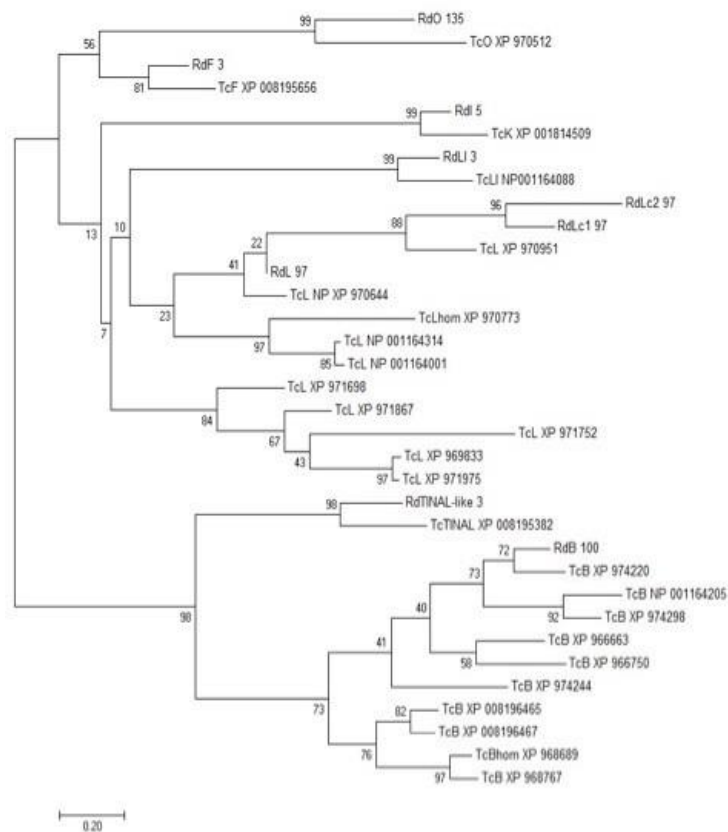 RdO 135
99
TcO XP 970512
56
RdF 3
81
TcF XP 008195656
RdI 5
99
TcK XP 001814509
RdLI 3
99
TcLI NP001164088
RdLc2 97
96
88
RdLc1 97
13
10
22
TcL XP 970951
41
RdL 97
TcL NP XP 970644
23
TcLhom XP 970773
7
97
TcL NP 001164314
85
TcL NP 001164001
TcL XP 971698
84
TcL XP 971867
67
TcL XP 971752
43
TcL XP 969833
97
TcL XP 971975
RdTINAL-like 3
98
TcTINAL XP 008195382
RdB 100
72
TcB XP 974220
73
TcB NP 001164205
98
40
92
TcB XP 974298
TcB XP 966663
41
58
TcB XP 966750
TcB XP 974244
73
TcB XP 008196465
82
TcB XP 008196467
76
TcBhom XP 968689
97
TcB XP 968767
0.20